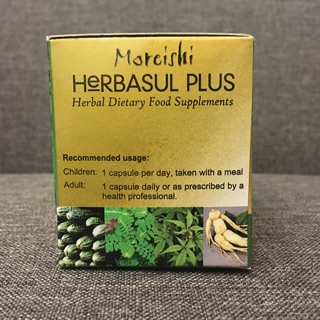 Moreishi
HERBASUL PLUS
Herbal Dietary Food Supplements
Recommended usage:
Children: 1 capsule per day, taken with a meal
Adult: 1 capsule daily or as prescribed by a
health professional.